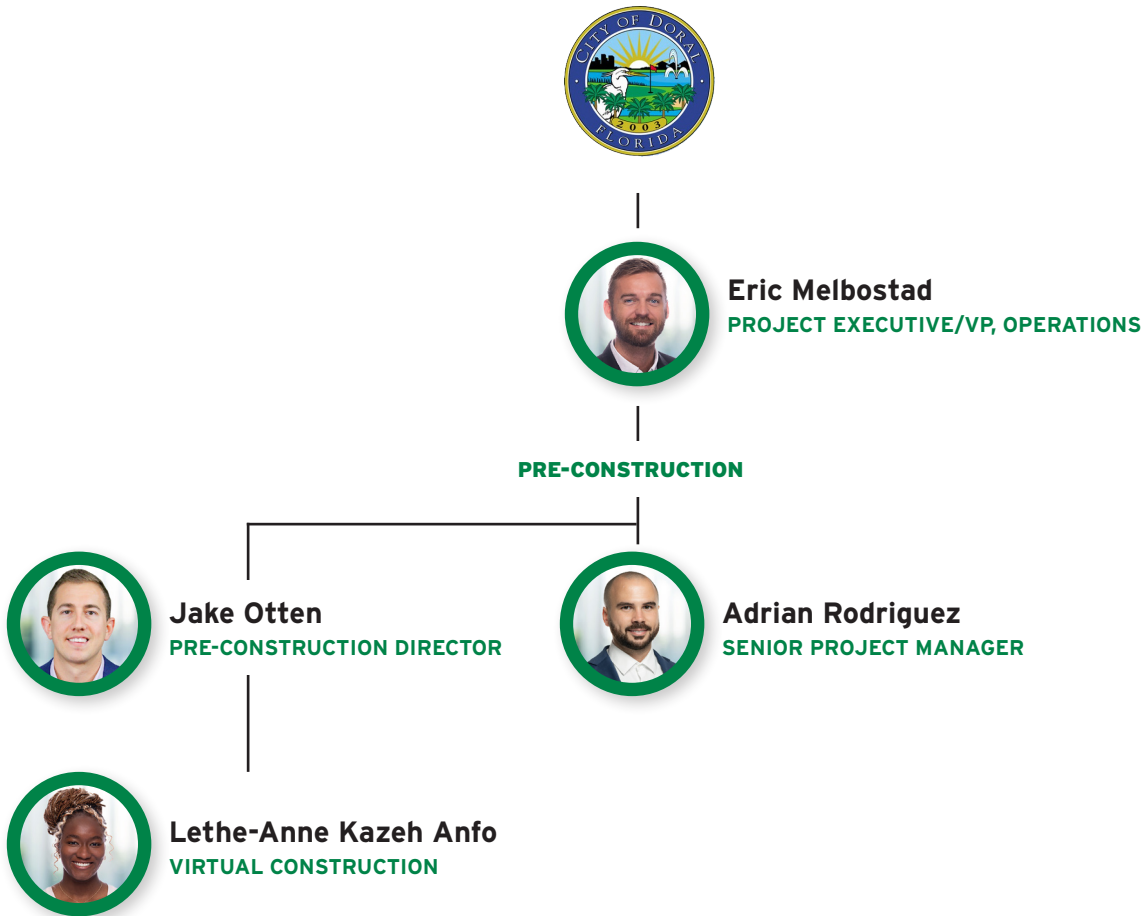 CITY OF DORAL
2003
FLORIDA
Eric Melbostad
PROJECT EXECUTIVE/VP, OPERATIONS
PRE-CONSTRUCTION
Jake Otten
PRE-CONSTRUCTION DIRECTOR
Adrian Rodriguez
SENIOR PROJECT MANAGER
Lethe-Anne Kazeh Anfo
VIRTUAL CONSTRUCTION